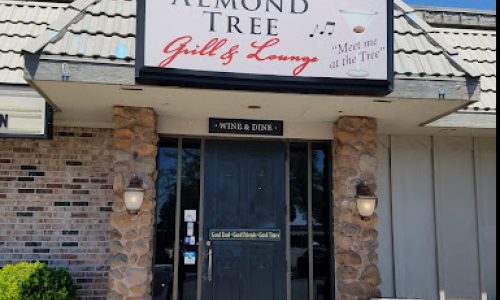 ALMOND
TREE
Grill & Lounge
"Meet me
at the Tree"
WINE & DINE
Good Food • Good Friends • Good Times